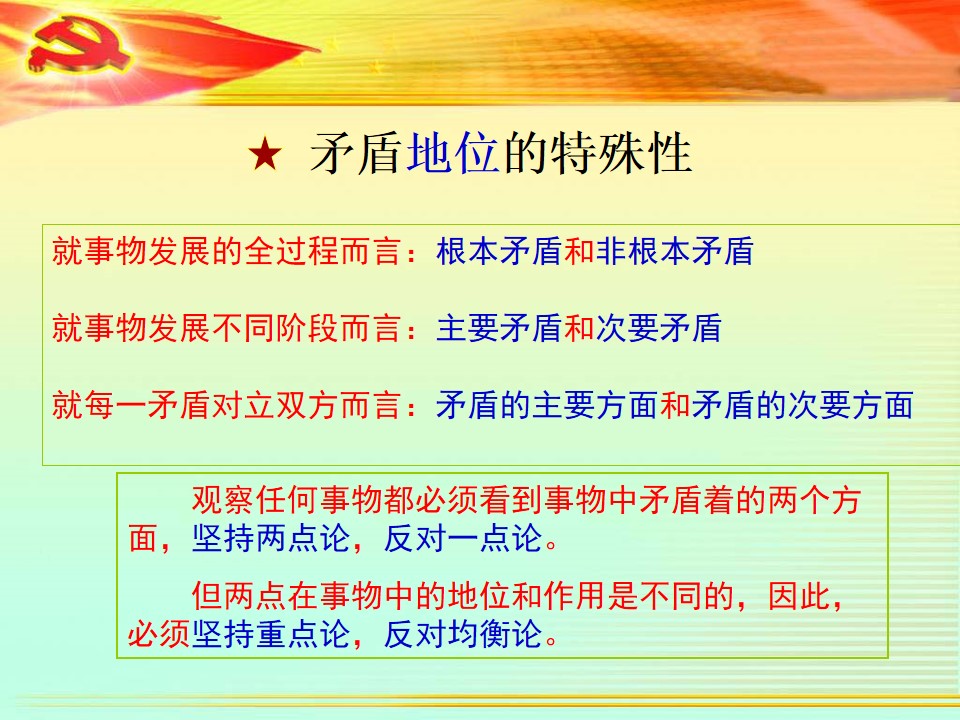 ★ 矛盾地位的特殊性
就事物发展的全过程而言：根本矛盾和非根本矛盾
就事物发展不同阶段而言：主要矛盾和次要矛盾
就每一矛盾对立双方而言：矛盾的主要方面和矛盾的次要方面
观察任何事物都必须看到事物中矛盾着的两个方
面，坚持两点论，反对一点论。
但两点在事物中的地位和作用是不同的，因此，
必须坚持重点论，反对均衡论。